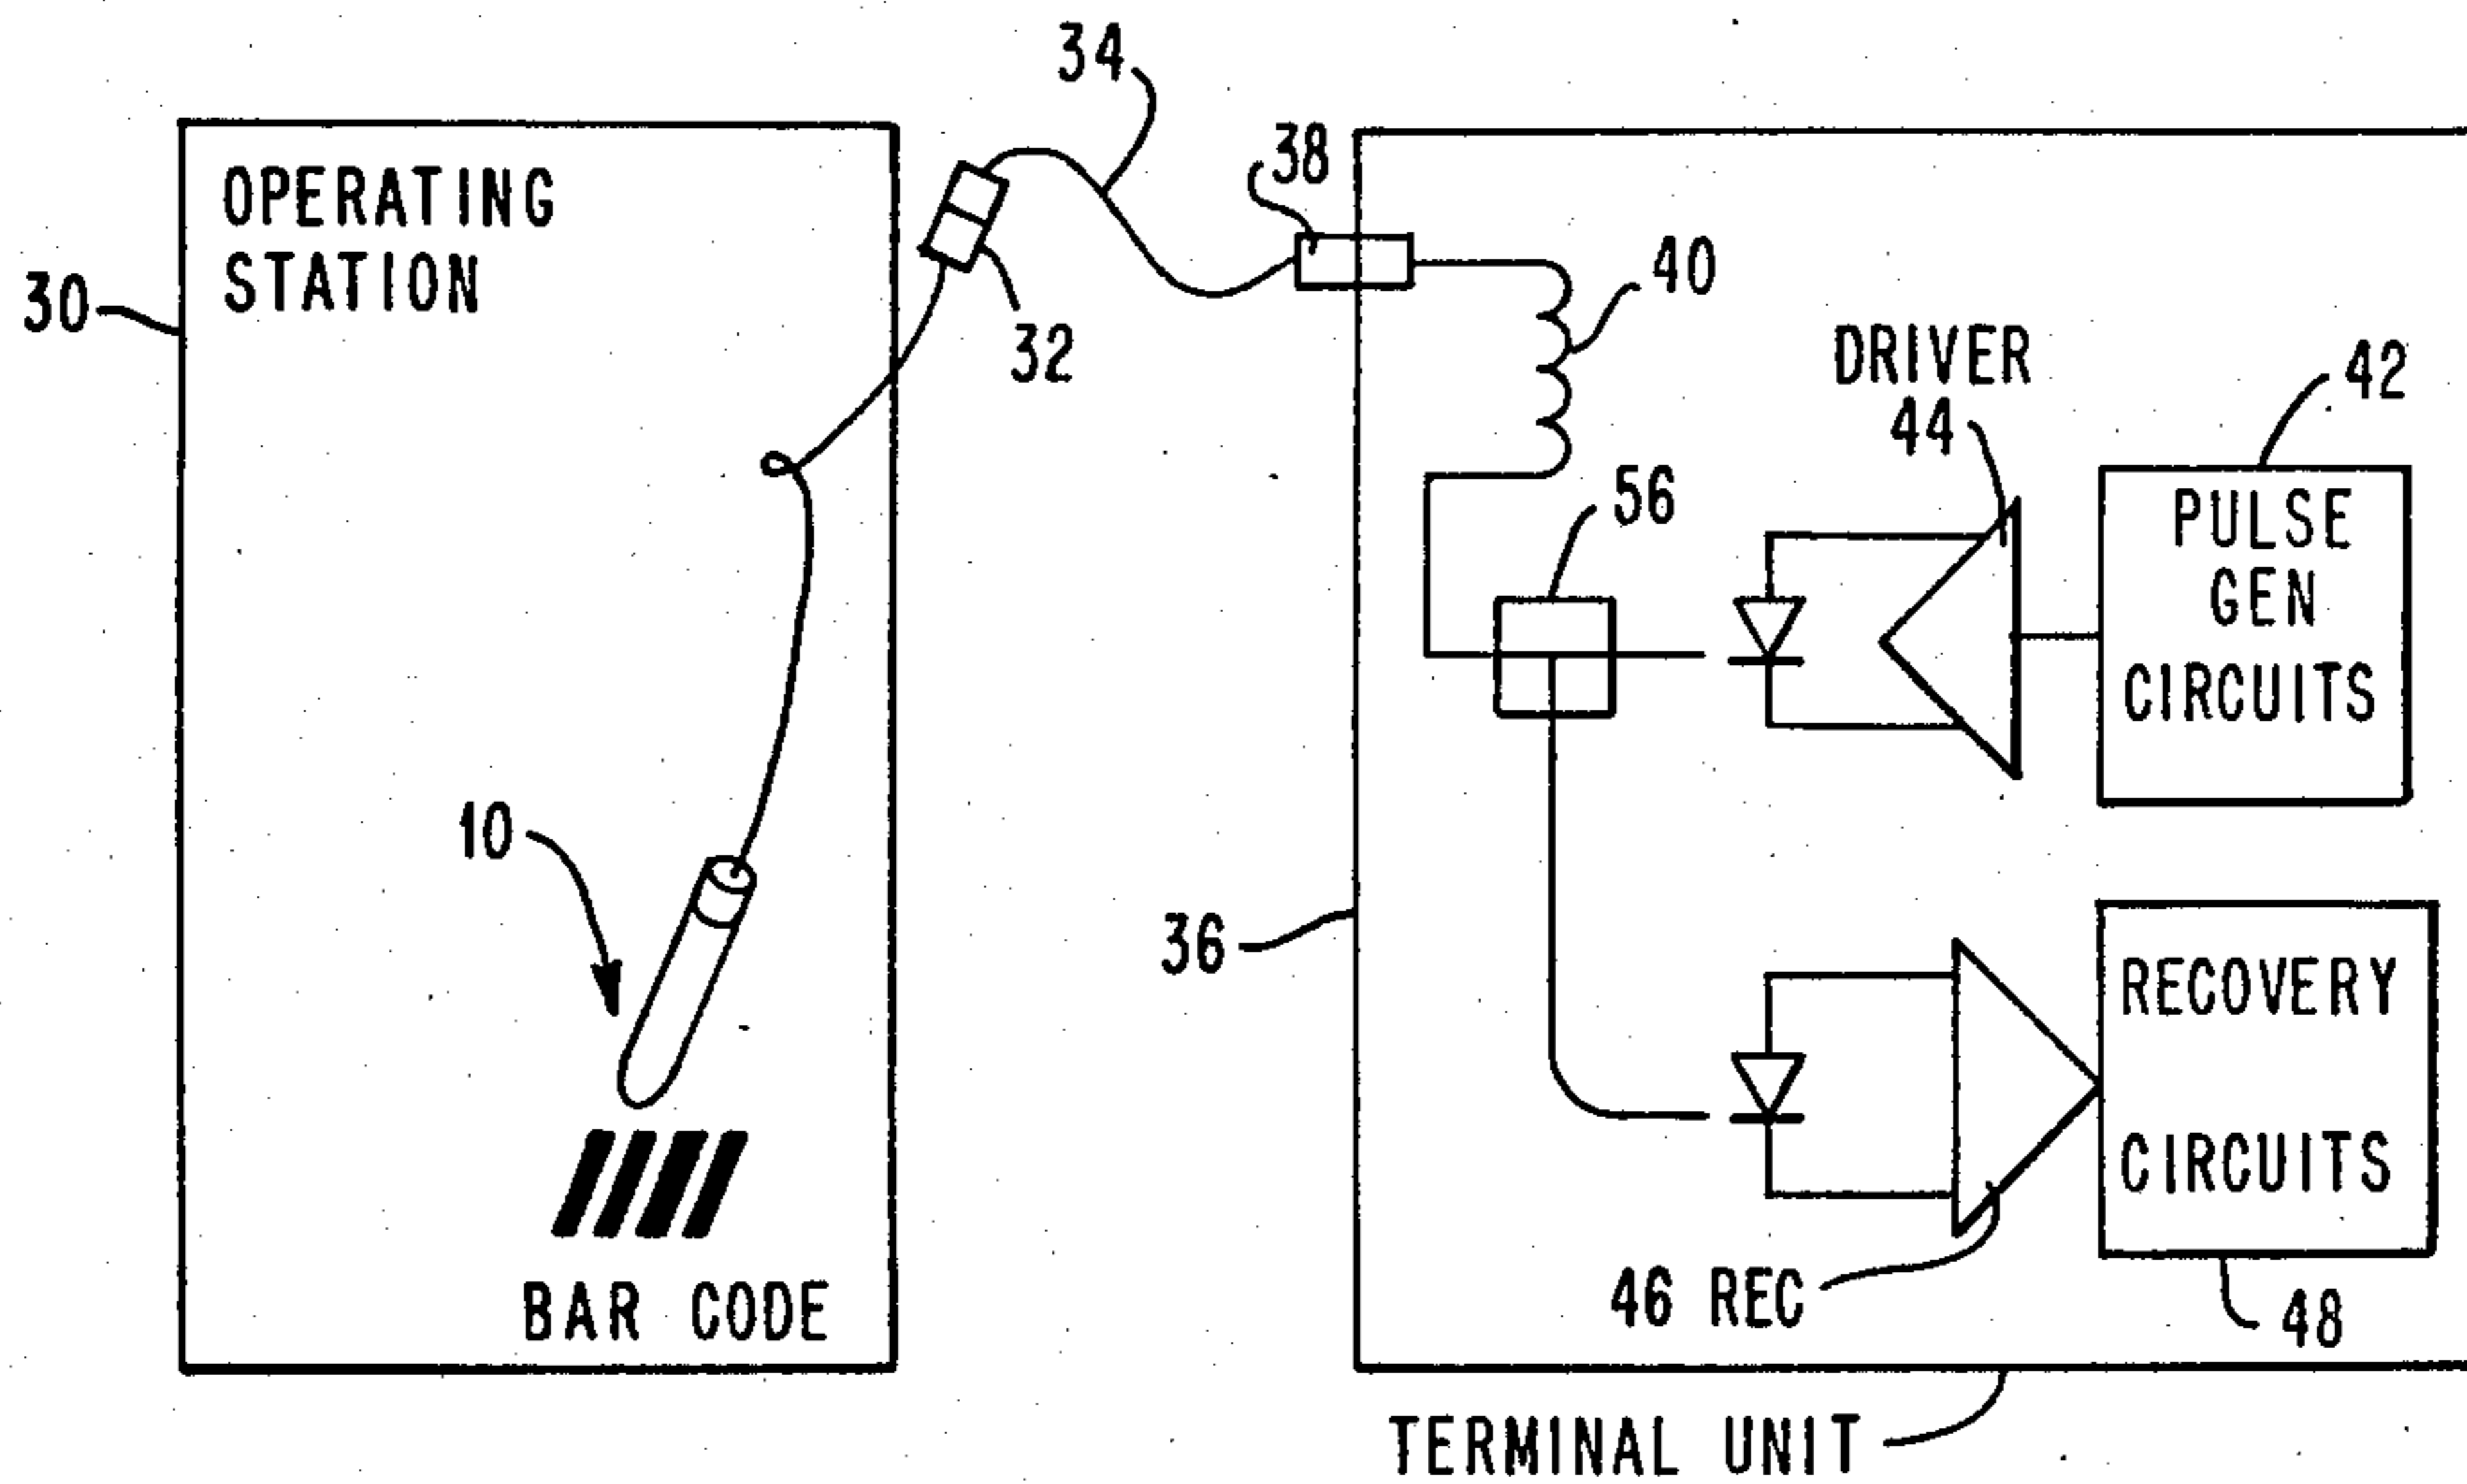 34
38
OPERATING
STATION
30
32
40
DRIVER
44
42
56
PULSE
GEN
CIRCUITS
10
36
RECOVERY
CIRCUITS
46 REC
48
BAR CODE
TERMINAL UNIT